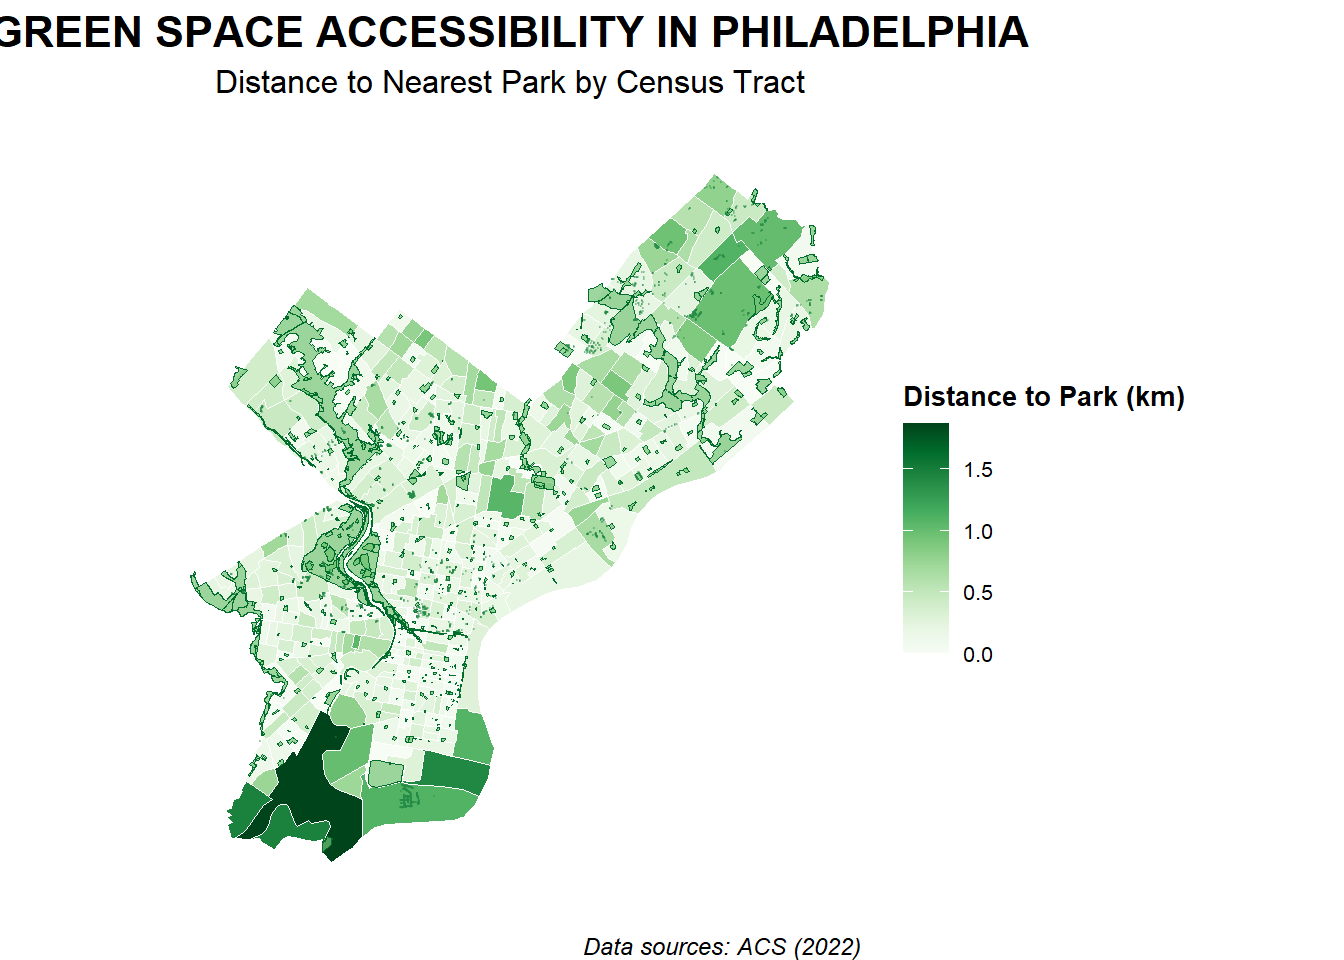 GREEN SPACE ACCESSIBILITY IN PHILADELPHIA
Distance to Nearest Park by Census Tract
Distance to Park (km)
1.5
1.0
0.5
0.0
Data sources: ACS (2022)